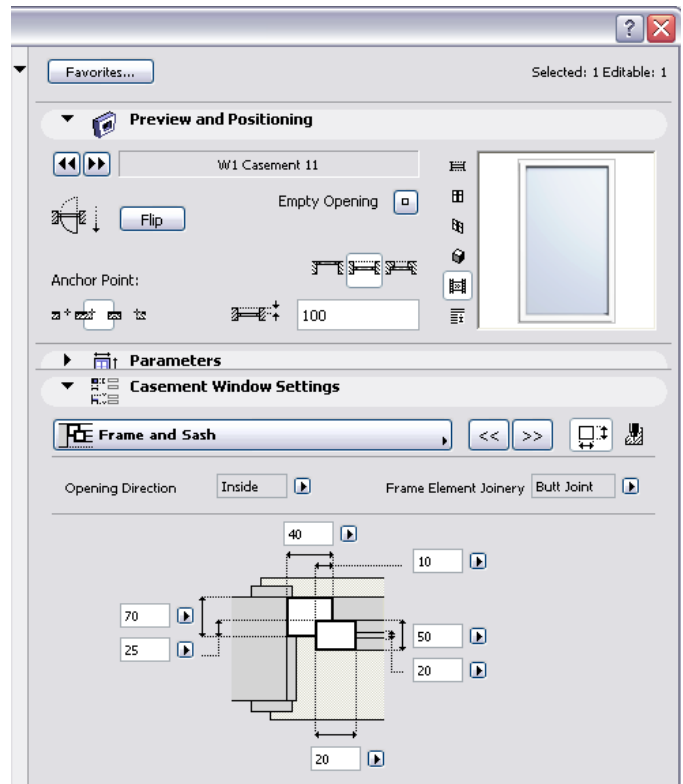 ?
Favorites...
Selected: 1 Editable: 1
Preview and Positioning
W1 Casement 11
Empty Opening
Flip
Anchor Point:
100
Parameters
Casement Window Settings
Frame and Sash
<< >>
Opening Direction Inside Frame Element Joinery Butt Joint
40
10
70
50
25
20
20